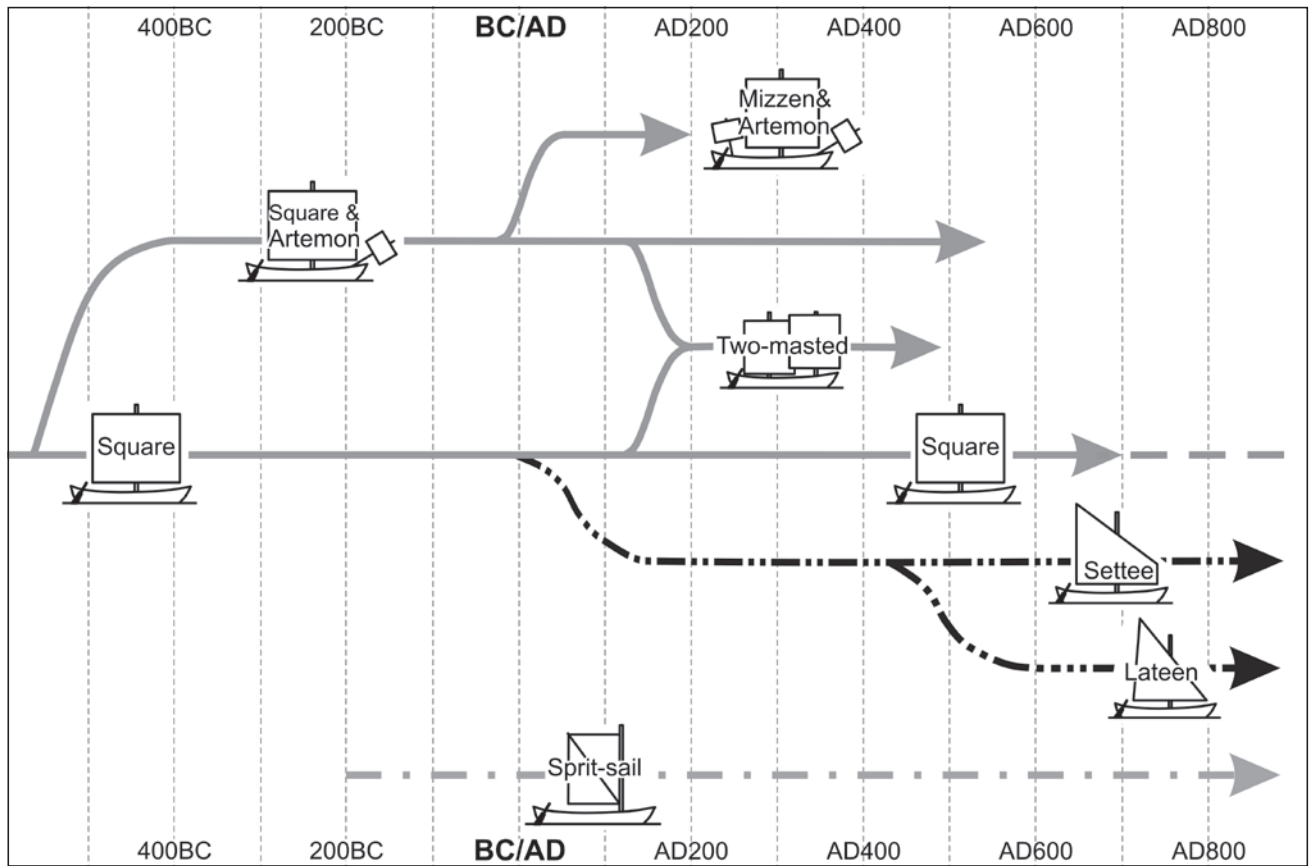 400BC 200BC BC/AD AD200 AD400 AD600 AD800
Mizzen&
Artemon
Square &
Artemon
Two-masted
Square Square
Settee
Lateen
Sprit-sail
400BC 200BC BC/AD AD200 AD400 AD600 AD800